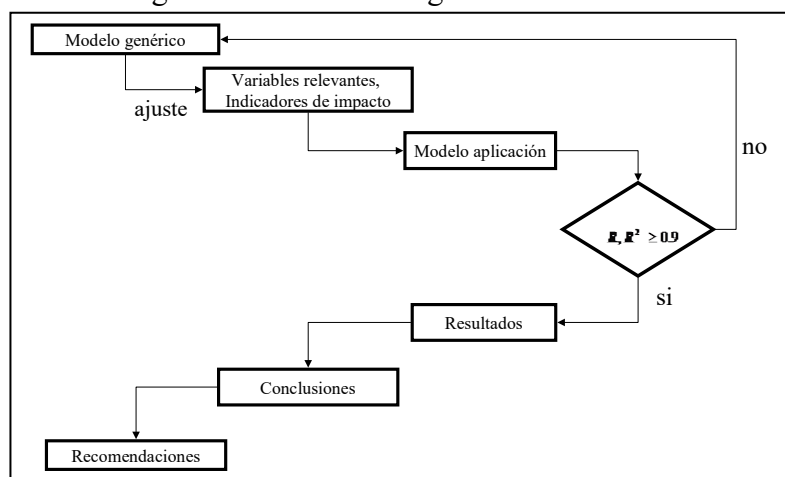 Modelo genérico
ajuste
Variables relevantes,
Indicadores de impacto
Modelo aplicación
no
R, R² ≥ 0.9
si
Resultados
Conclusiones
Recomendaciones